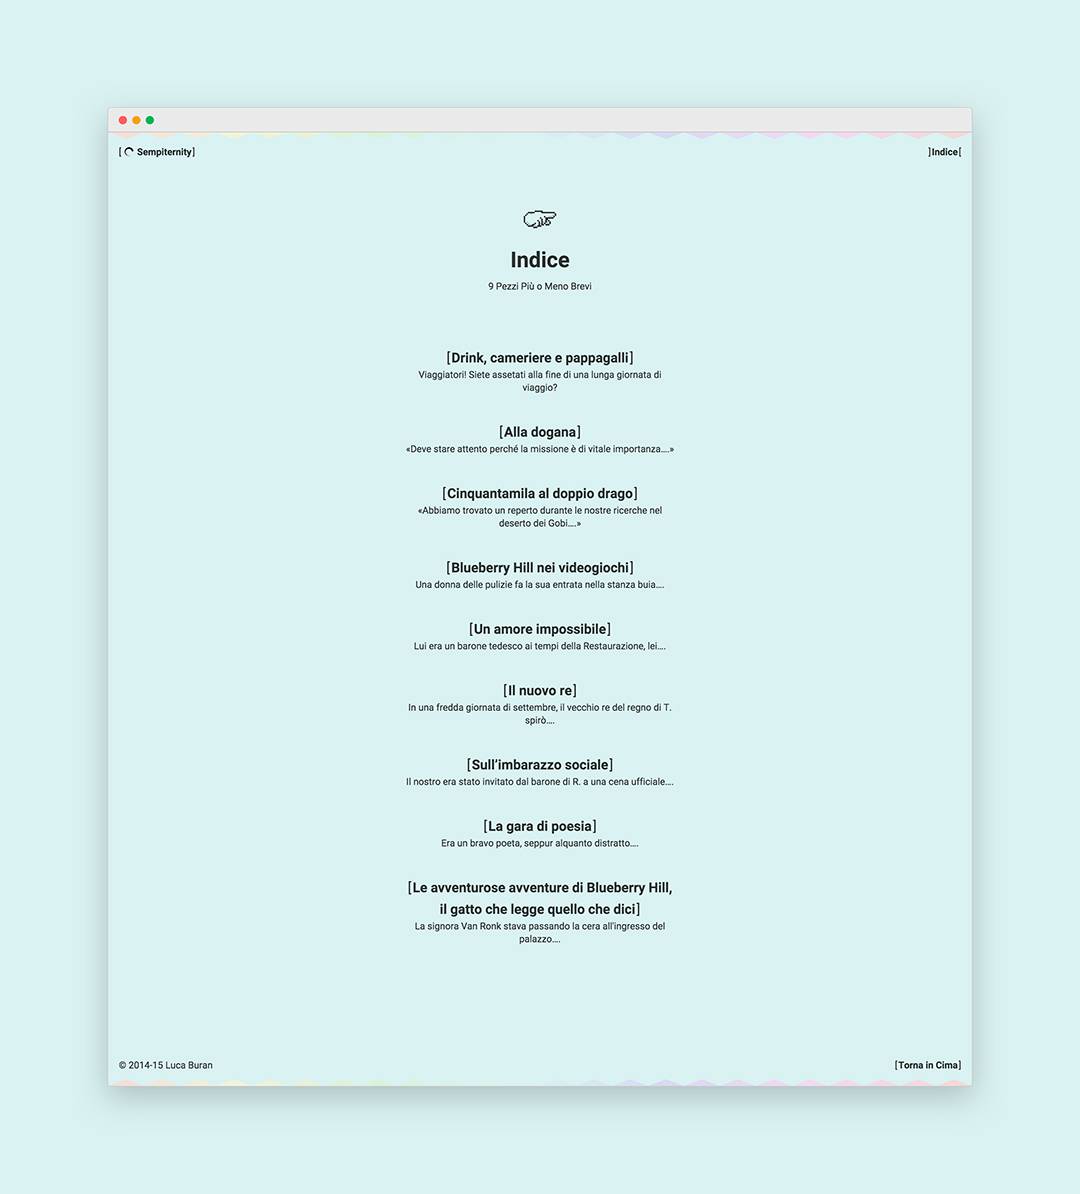 [ Sempiternity]
]Indice[
Indice
9 Pezzi Più o Meno Brevi
[Drink, cameriere e pappagalli]
Viaggiatori! Siete assetati alla fine di una lunga giornata di
viaggio?
[Alla dogana]
«Deve stare attento perché la missione è di vitale importanza….»
[Cinquantamila al doppio drago]
«Abbiamo trovato un reperto durante le nostre ricerche nel
deserto dei Gobi….»
[Blueberry Hill nei videogiochi]
Una donna delle pulizie fa la sua entrata nella stanza buia….
[Un amore impossibile]
Lui era un barone tedesco ai tempi della Restaurazione, lei….
[Il nuovo re]
In una fredda giornata di settembre, il vecchio re del regno di T.
spirò….
[Sull’imbarazzo sociale]
Il nostro era stato invitato dal barone di R. a una cena ufficiale….
[La gara di poesia]
Era un bravo poeta, seppur alquanto distratto….
[Le avventurose avventure di Blueberry Hill,
il gatto che legge quello che dici]
La signora Van Ronk stava passando la cera all'ingresso del
palazzo….
© 2014-15 Luca Buran
[Torna in Cima]